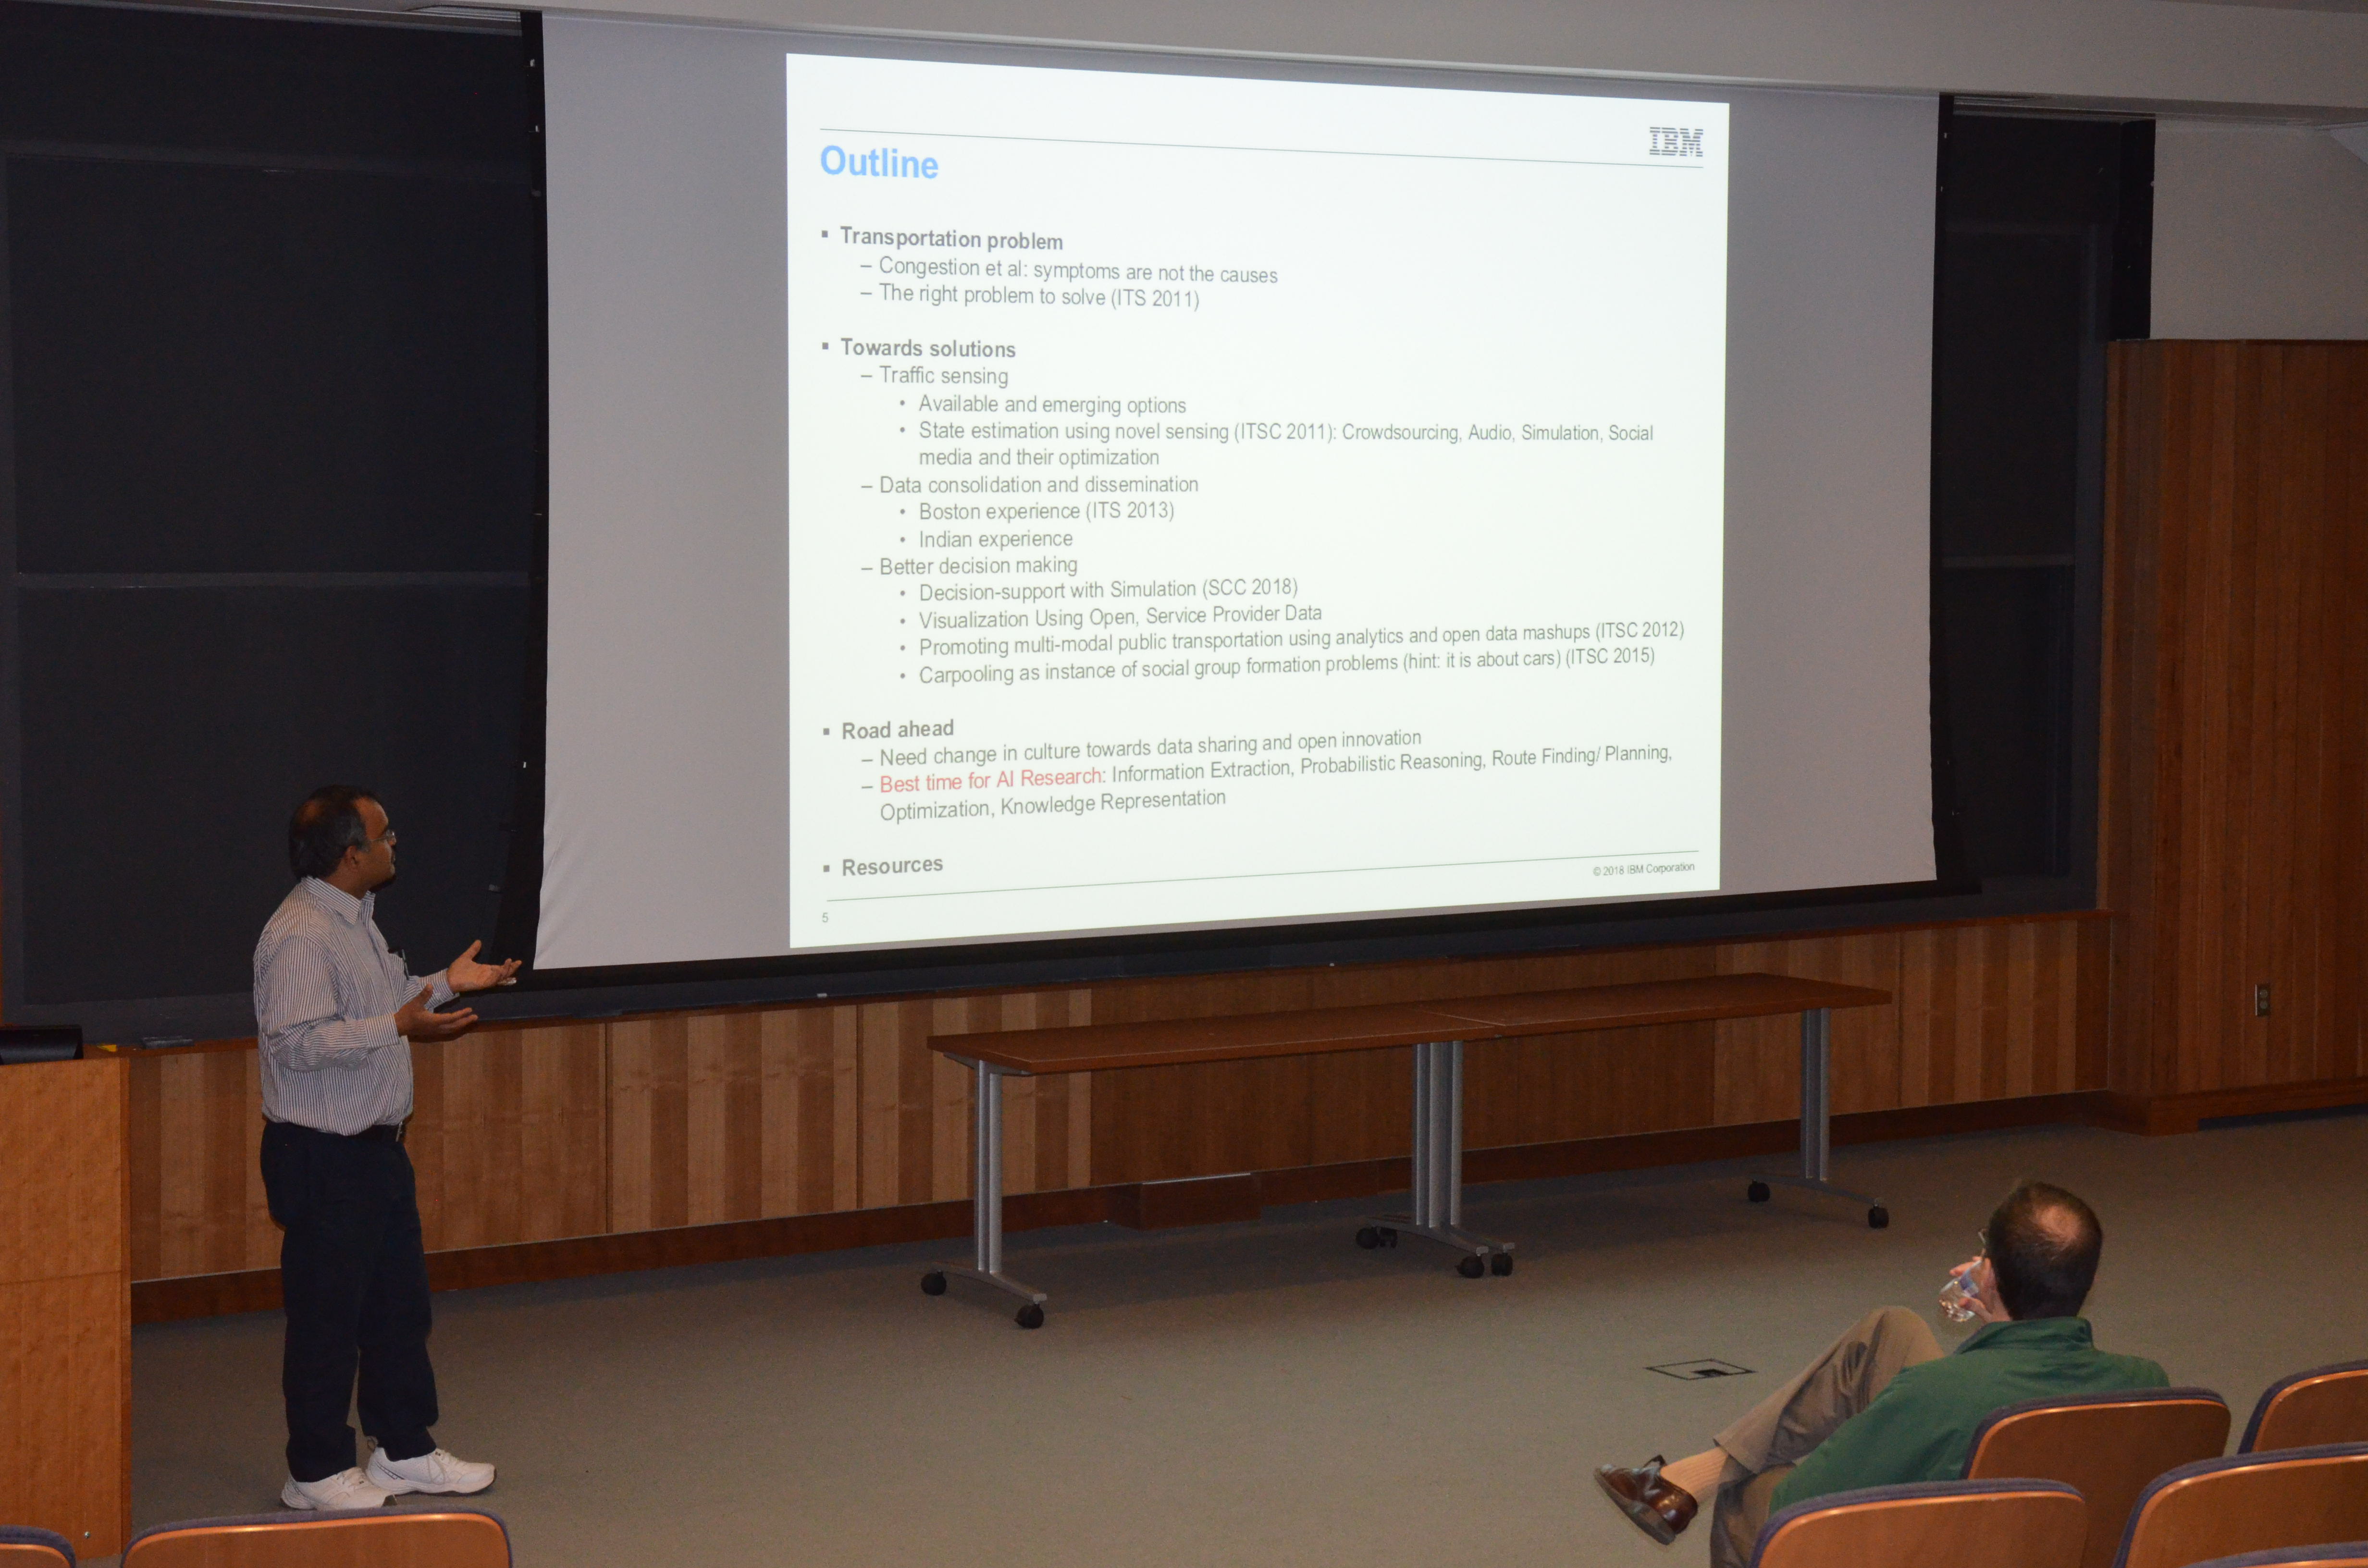 IBM
Outline
▪ Transportation problem
– Congestion et al: symptoms are not the causes
– The right problem to solve (ITS 2011)
▪ Towards solutions
– Traffic sensing
• Available and emerging options
• State estimation using novel sensing (ITSC 2011): Crowdsourcing, Audio, Simulation, Social
media and their optimization
– Data consolidation and dissemination
• Boston experience (ITS 2013)
• Indian experience
– Better decision making
• Decision-support with Simulation (SCC 2018)
• Visualization Using Open, Service Provider Data
• Promoting multi-modal public transportation using analytics and open data mashups (ITSC 2012)
• Carpooling as instance of social group formation problems (hint: it is about cars) (ITSC 2015)
▪ Road ahead
– Need change in culture towards data sharing and open innovation
– Best time for AI Research: Information Extraction, Probabilistic Reasoning, Route Finding/ Planning,
Optimization, Knowledge Representation
▪ Resources
© 2018 IBM Corporation
5